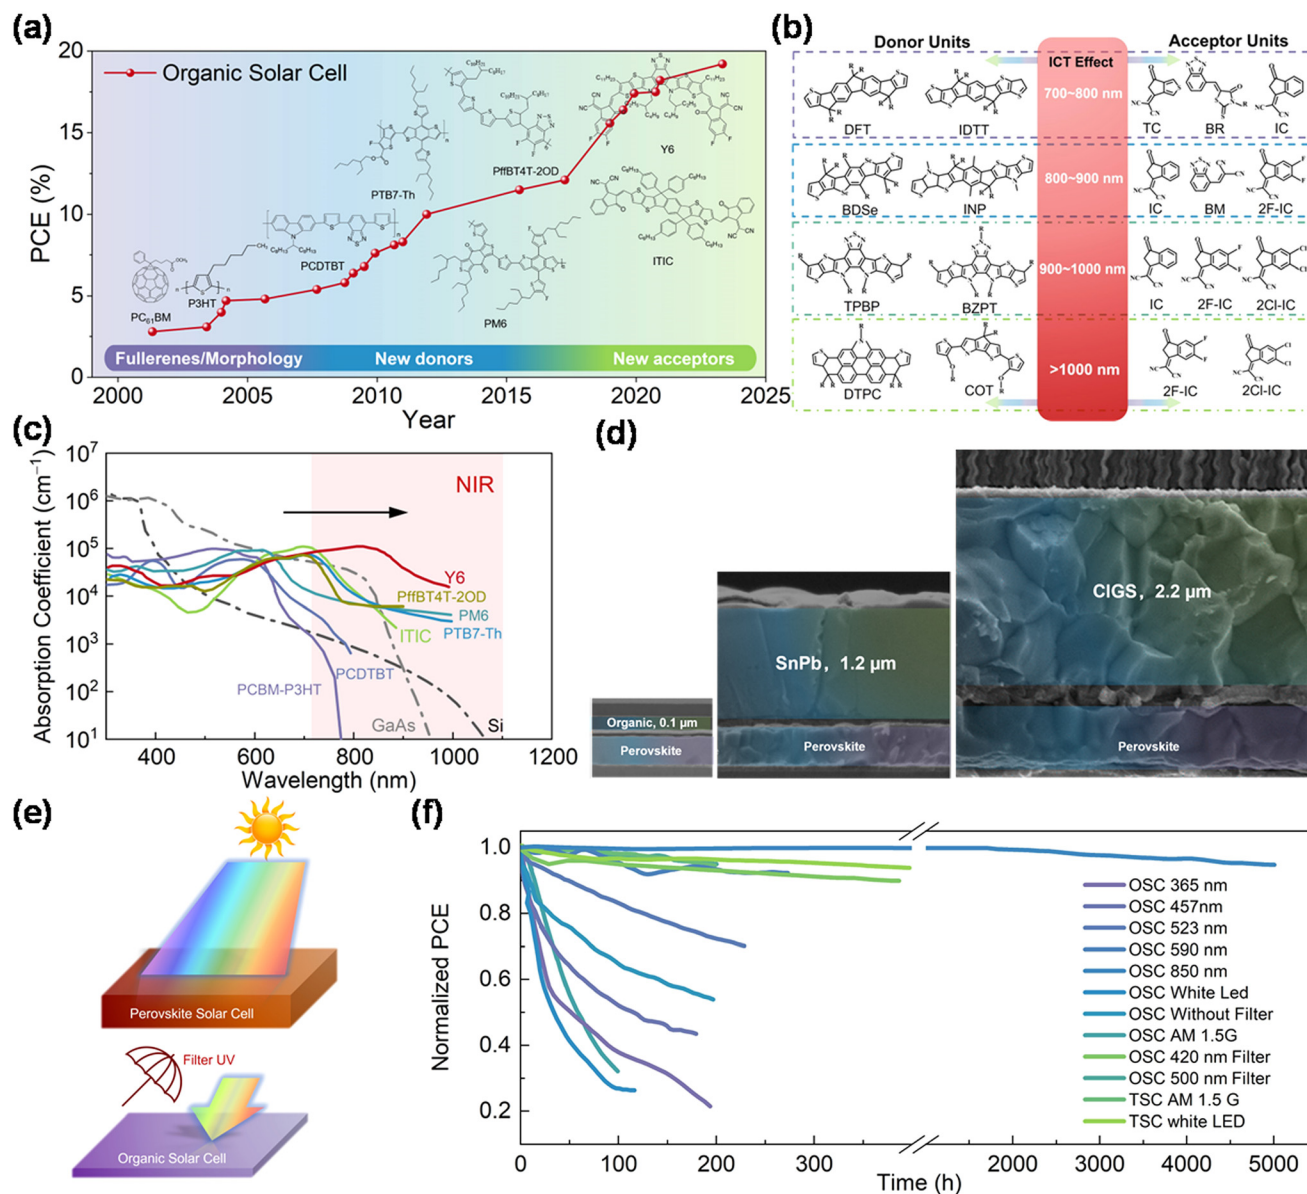 (a)
20
15
10
5
0
PCE (%)
Organic Solar Cell
PC61BM
P3HT
PCDTBT
PTB7-Th
PffBT4T-2OD
PM6
Y6
ITIC
Fullerenes/Morphology
New donors
New acceptors
2000
2005
2010
2015
2020
2025
Year
(b)
Donor Units
ICT Effect
Acceptor Units
700~800 nm
DFT
IDTT
TC
BR
IC
800~900 nm
BDSe
INP
IC
BM
2F-IC
900~1000 nm
TPBP
BZPT
IC
2F-IC
2Cl-IC
>1000 nm
DTPC
COT
2F-IC
2Cl-IC
(c)
Absorption Coefficient (cm−1)
107
106
105
104
103
102
101
NIR
Y6
PffBT4T-2OD
PM6
PTB7-Th
ITIC
PCDTBT
PCBM-P3HT
GaAs
Si
400
600
800
1000
1200
Wavelength (nm)
(d)
Organic, 0.1 µm
Perovskite
SnPb, 1.2 µm
Perovskite
CIGS, 2.2 µm
Perovskite
(e)
Perovskite Solar Cell
Filter UV
Organic Solar Cell
(f)
Normalized PCE
1.0
0.8
0.6
0.4
0.2
OSC 365 nm
OSC 457nm
OSC 523 nm
OSC 590 nm
OSC 850 nm
OSC White Led
OSC Without Filter
OSC AM 1.5G
OSC 420 nm Filter
OSC 500 nm Filter
TSC AM 1.5 G
TSC white LED
0
100
200
300
2000
3000
4000
5000
Time (h)